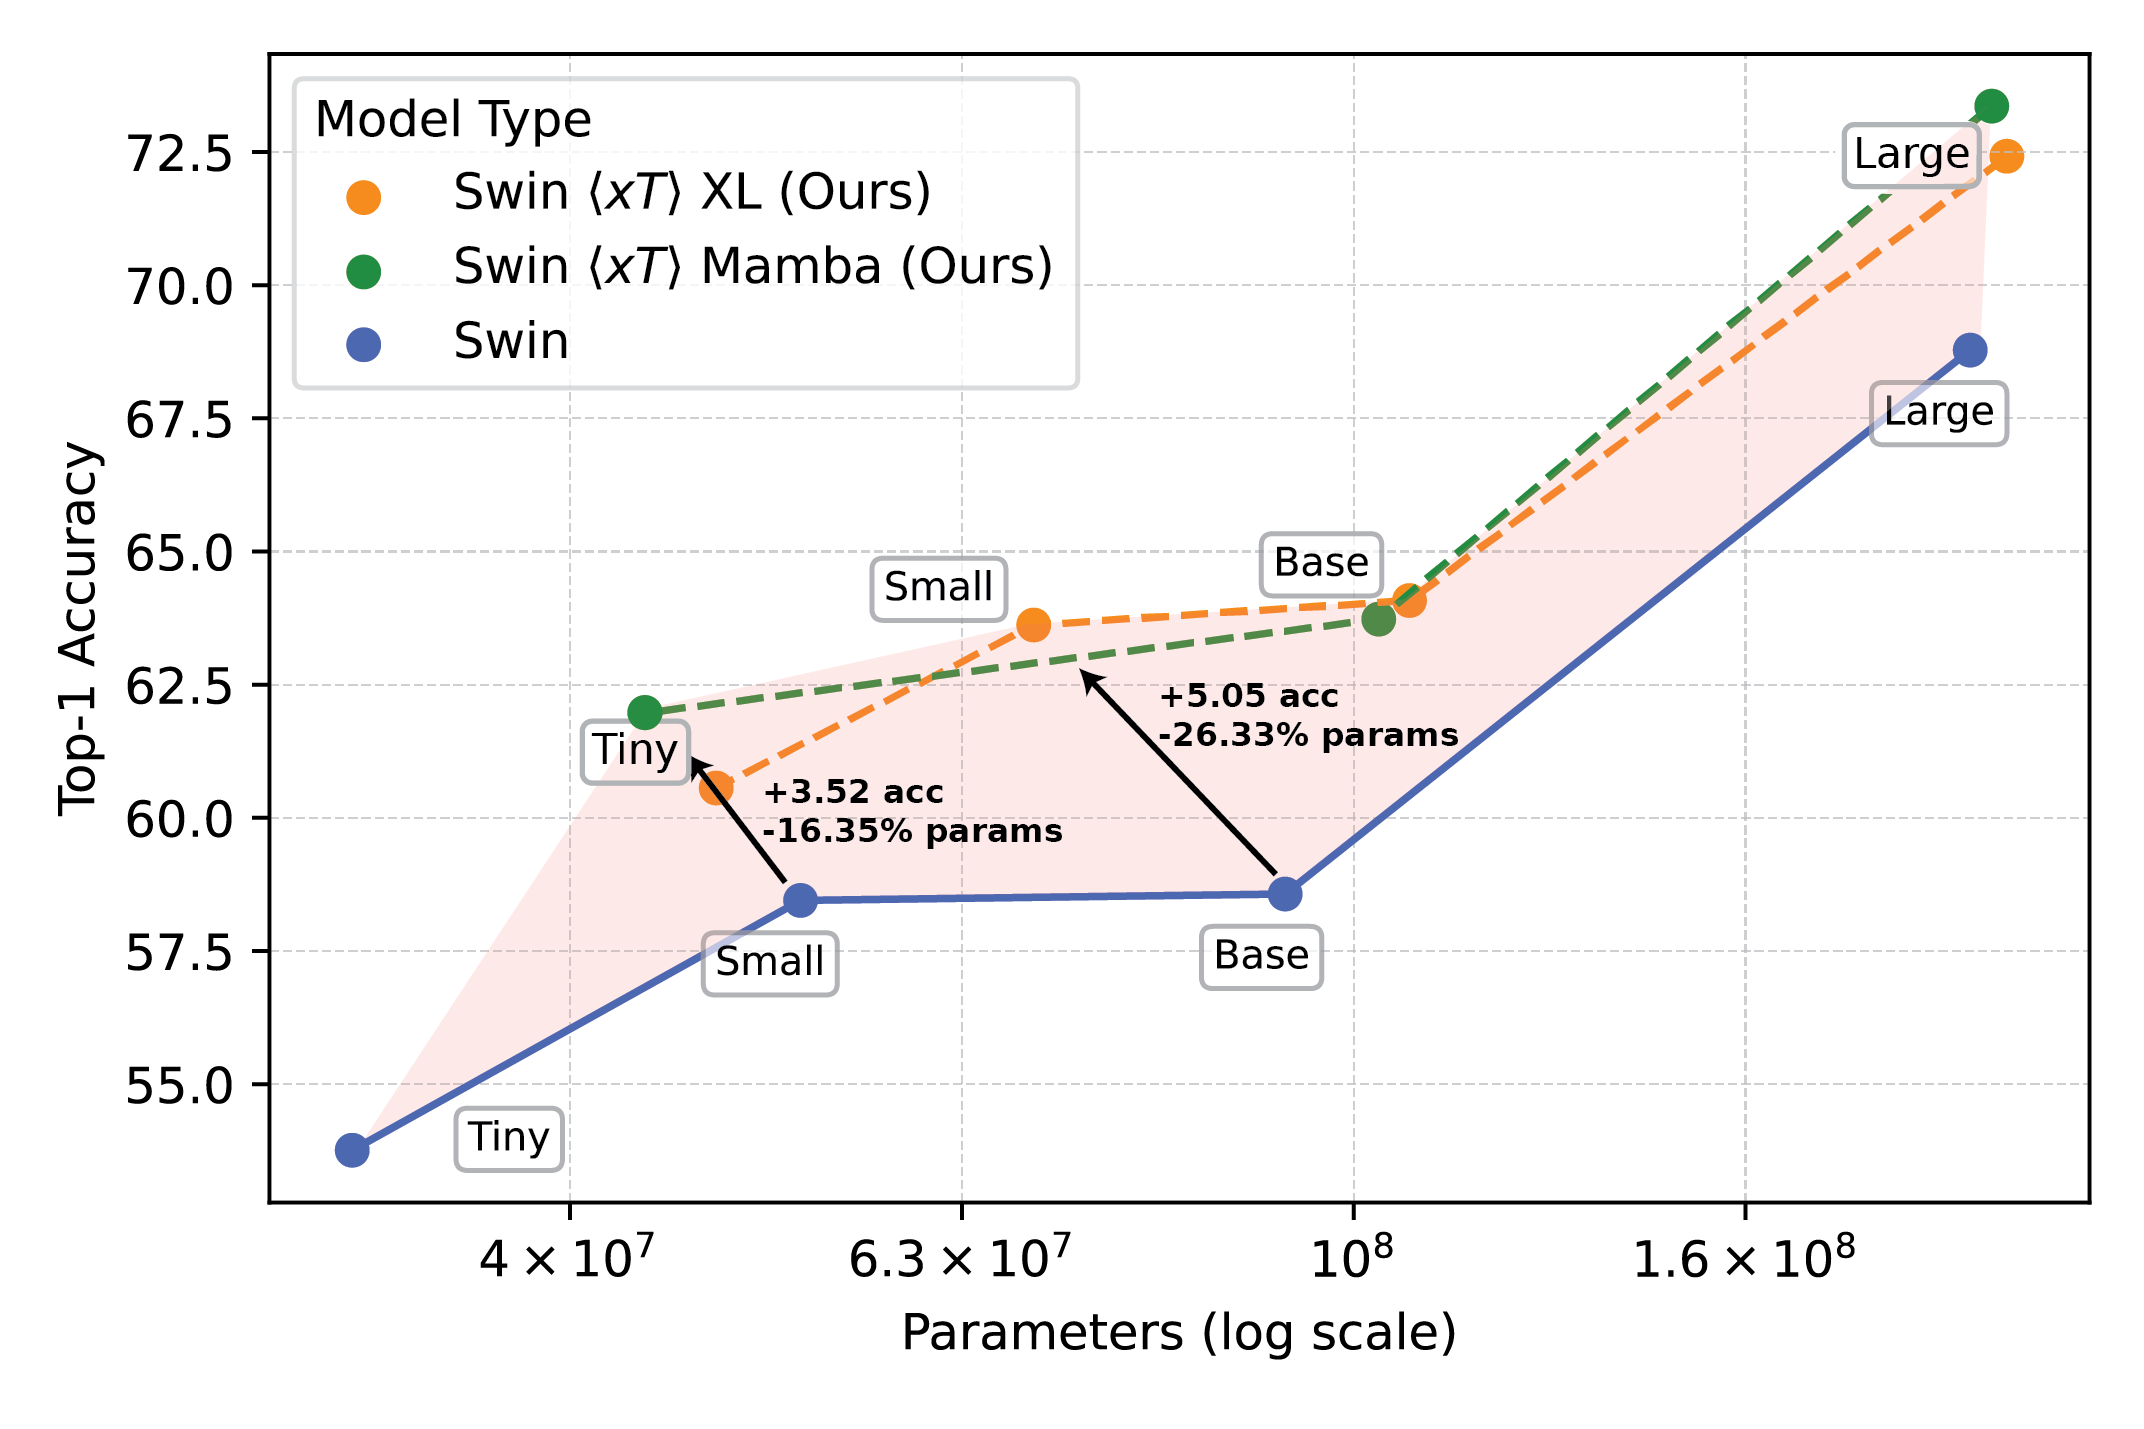 Model Type
Swin ⟨xT⟩ XL (Ours)
Swin ⟨xT⟩ Mamba (Ours)
Swin
Top-1 Accuracy
72.5
70.0
67.5
65.0
62.5
60.0
57.5
55.0
Large
Large
Base
Small
+5.05 acc
-26.33% params
Tiny
+3.52 acc
-16.35% params
Small
Base
Tiny
4 × 10⁷
6.3 × 10⁷
10⁸
1.6 × 10⁸
Parameters (log scale)